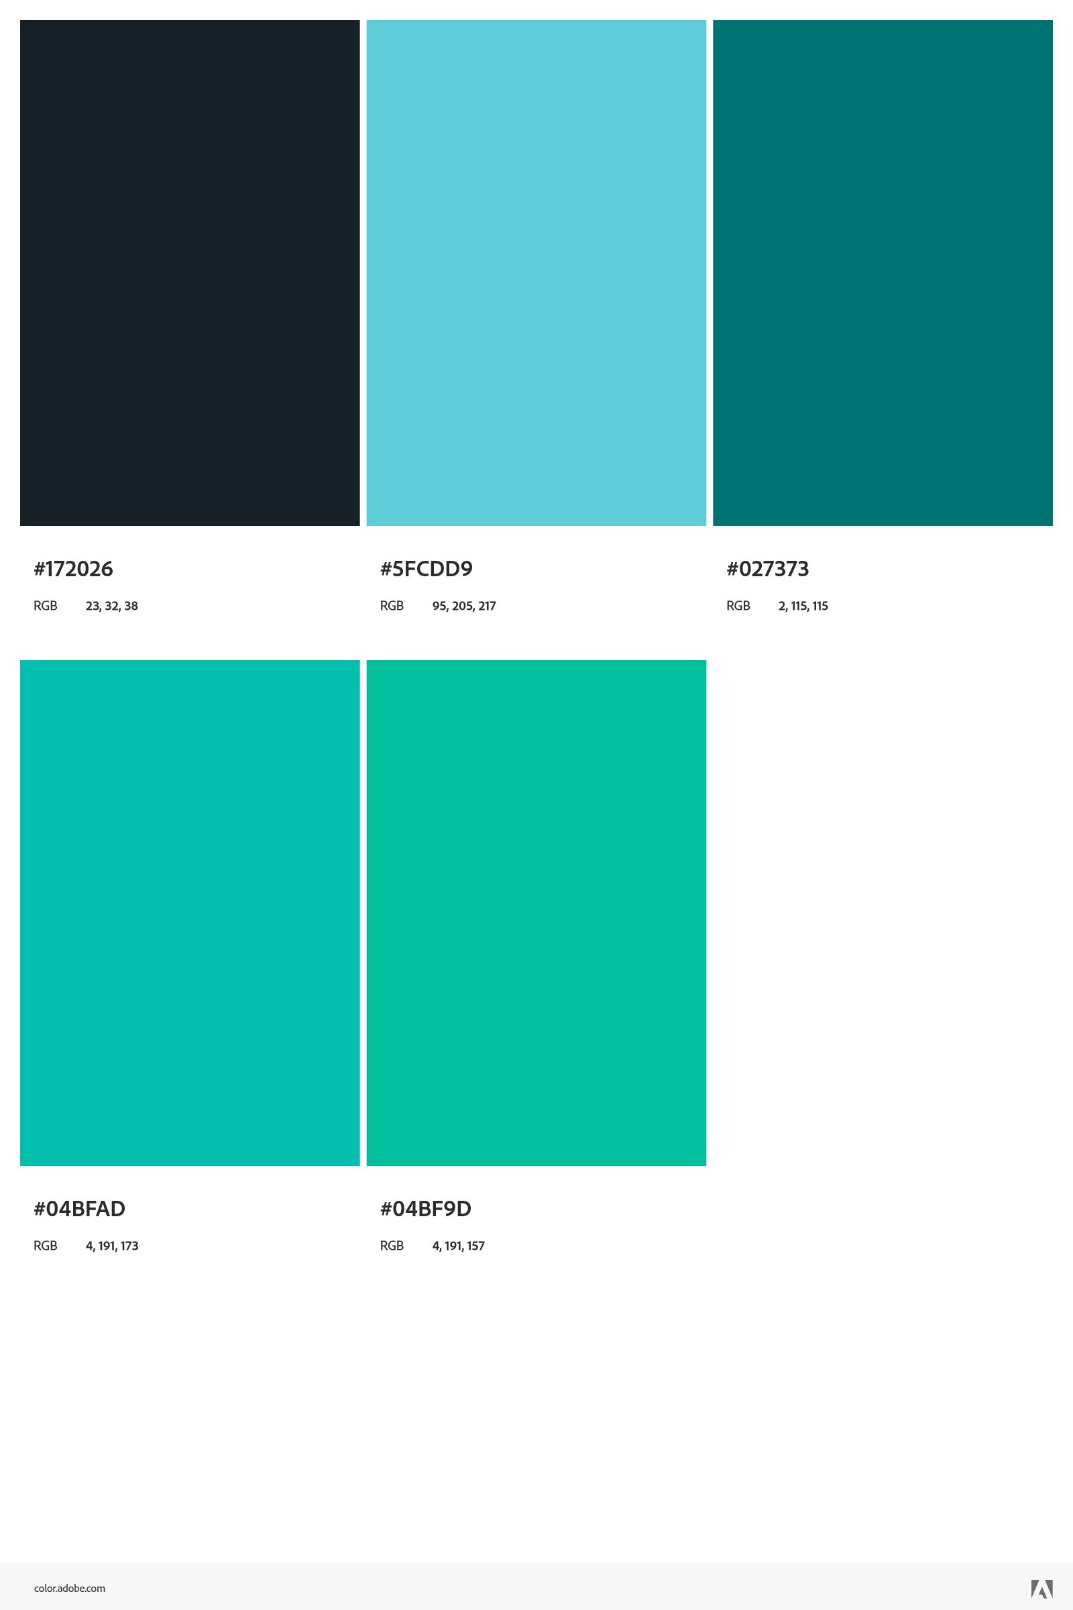 #172026
RGB 23, 32, 38
#5FCDD9
RGB 95, 205, 217
#027373
RGB 2, 115, 115
#04BFAD
RGB 4, 191, 173
#04BF9D
RGB 4, 191, 157
color.adobe.com